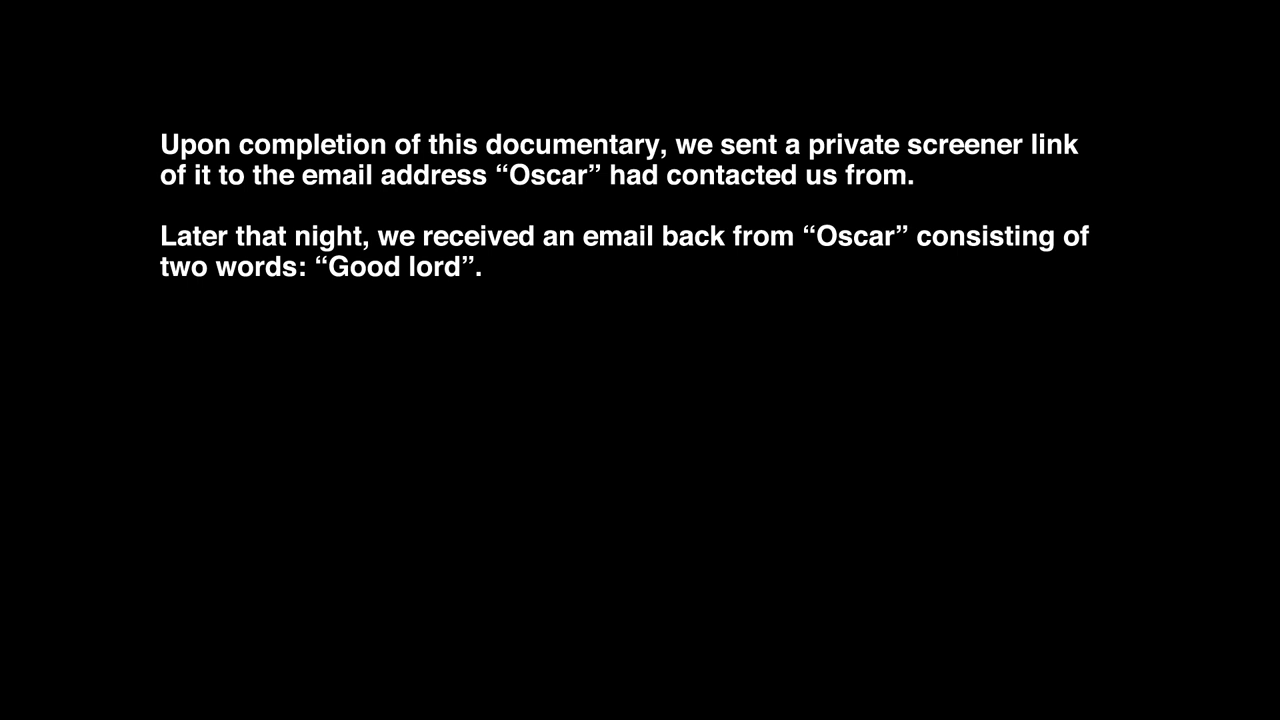 Upon completion of this documentary, we sent a private screener link
of it to the email address “Oscar” had contacted us from.
Later that night, we received an email back from “Oscar” consisting of
two words: “Good lord”.